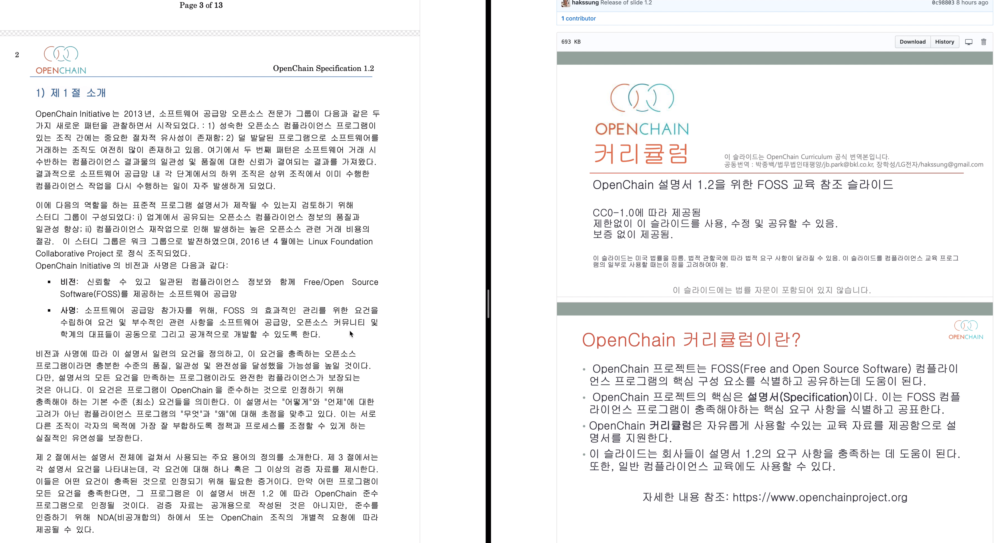 Page 3 of 13
2
OPENCHAIN
OpenChain Specification 1.2
1) 제 1 절 소개
OpenChain Initiative 는 2013 년, 소프트웨어 공급망 오픈소스 전문가 그룹이 다음과 같은 두
가지 새로운 패턴을 관찰하면서 시작되었다. : 1) 성숙한 오픈소스 컴플라이언스 프로그램이
있는 조직 간에는 중요한 절차적 유사성이 존재함; 2) 덜 발달된 프로그램으로 소프트웨어를
거래하는 조직도 여전히 많이 존재하고 있음. 여기에서 두 번째 패턴은 소프트웨어 거래 시
수반하는 컴플라이언스 결과물의 일관성 및 품질에 대한 신뢰가 결여되는 결과를 가져왔다.
결과적으로 소프트웨어 공급망 내 각 단계에서의 하위 조직은 상위 조직에서 이미 수행한
컴플라이언스 작업을 다시 수행하는 일이 자주 발생하게 되었다.
이에 다음의 역할을 하는 표준적 프로그램 설명서가 제작될 수 있는지 검토하기 위해
스터디 그룹이 구성되었다: i) 업계에서 공유되는 오픈소스 컴플라이언스 정보의 품질과
일관성 향상; ii) 컴플라이언스 재작업으로 인해 발생하는 높은 오픈소스 관련 거래 비용의
절감. 이 스터디 그룹은 워크 그룹으로 발전하였으며, 2016 년 4 월에는 Linux Foundation
Collaborative Project 로 정식 조직되었다.
OpenChain Initiative 의 비전과 사명은 다음과 같다:
▪ 비전: 신뢰할 수 있고 일관된 컴플라이언스 정보와 함께 Free/Open Source
Software(FOSS)를 제공하는 소프트웨어 공급망
▪ 사명: 소프트웨어 공급망 참가자를 위해, FOSS 의 효과적인 관리를 위한 요건을
수립하여 요건 및 부수적인 관련 사항을 소프트웨어 공급망, 오픈소스 커뮤니티 및
학계의 대표들이 공동으로 그리고 공개적으로 개발할 수 있도록 한다.
비전과 사명에 따라 이 설명서 일련의 요건을 정의하고, 이 요건을 충족하는 오픈소스
프로그램이라면 충분한 수준의 품질, 일관성 및 완전성을 달성했을 가능성을 높일 것이다.
다만, 설명서의 모든 요건을 만족하는 프로그램이라도 완전한 컴플라이언스가 보장되는
것은 아니다. 이 요건은 프로그램이 OpenChain 을 준수하는 것으로 인정하기 위해
충족해야 하는 기본 수준 (최소) 요건들을 의미한다. 이 설명서는 "어떻게"와 "언제"에 대한
고려가 아닌 컴플라이언스 프로그램의 "무엇"과 "왜"에 대해 초점을 맞추고 있다. 이는 서로
다른 조직이 각자의 목적에 가장 잘 부합하도록 정책과 프로세스를 조정할 수 있게 하는
실질적인 유연성을 보장한다.
제 2 절에서는 설명서 전체에 걸쳐서 사용되는 주요 용어의 정의를 소개한다. 제 3 절에서는
각 설명서 요건을 나타내는데, 각 요건에 대해 하나 혹은 그 이상의 검증 자료를 제시한다.
이들은 어떤 요건이 충족된 것으로 인정되기 위해 필요한 증거이다. 만약 어떤 프로그램이
모든 요건을 충족한다면, 그 프로그램은 이 설명서 버전 1.2 에 따라 OpenChain 준수
프로그램으로 인정될 것이다. 검증 자료는 공개용으로 작성된 것은 아니지만, 준수를
인증하기 위해 NDA(비공개합의) 하에서 또는 OpenChain 조직의 개별적 요청에 따라
제공될 수 있다.
hakssung Release of slide 1.2
0c98803 8 hours ago
1 contributor
693 KB
Download
History
OPENCHAIN
커리큘럼
이 슬라이드는 OpenChain Curriculum 공식 번역본입니다.
공동번역 : 박종백/법무법인태평양/jb.park@bkl.co.kr, 장학성/LG전자/hakssung@gmail.com
OpenChain 설명서 1.2을 위한 FOSS 교육 참조 슬라이드
CC0-1.0에 따라 제공됨
제한없이 이 슬라이드를 사용, 수정 및 공유할 수 있음.
보증 없이 제공됨.
이 슬라이드는 미국 법률을 따름. 법적 관할국에 따라 법적 요구 사항이 달라질 수 있음. 이 슬라이드를 컴플라이언스 교육 프로그
램의 일부로 사용할 때는이 점을 고려하여야 함.
이 슬라이드에는 법률 자문이 포함되어 있지 않습니다.
OPENCHAIN
OpenChain 커리큘럼이란?
• OpenChain 프로젝트는 FOSS(Free and Open Source Software) 컴플라이
언스 프로그램의 핵심 구성 요소를 식별하고 공유하는데 도움이 된다.
• OpenChain 프로젝트의 핵심은 설명서(Specification)이다. 이는 FOSS 컴플
라이언스 프로그램이 충족해야하는 핵심 요구 사항을 식별하고 공표한다.
• OpenChain 커리큘럼은 자유롭게 사용할 수있는 교육 자료를 제공함으로 설
명서를 지원한다.
• 이 슬라이드는 회사들이 설명서 1.2의 요구 사항을 충족하는 데 도움이 된다.
또한, 일반 컴플라이언스 교육에도 사용할 수 있다.
자세한 내용 참조: https://www.openchainproject.org